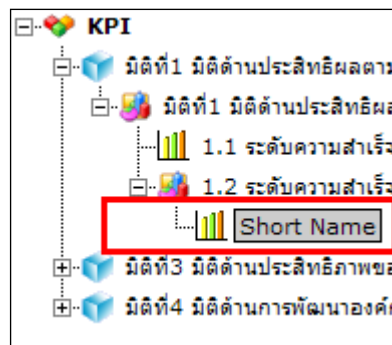 KPI
มิติที่1 มิติด้านประสิทธิผลตาม
มิติที่1 มิติด้านประสิทธิผล
1.1 ระดับความสำเร็จ
1.2 ระดับความสำเร็จ
Short Name
มิติที่3 มิติด้านประสิทธิภาพของ
มิติที่4 มิติด้านการพัฒนาองค์ก